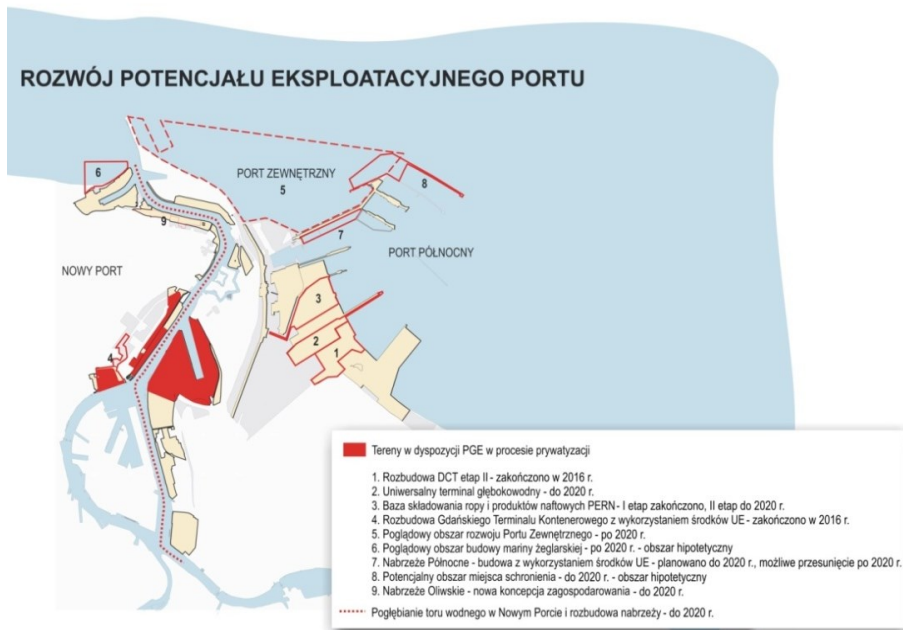 ROZWÓJ POTENCJAŁU EKSPLOATACYJNEGO PORTU
6
PORT ZEWNĘTRZNY
5
8
9
7
PORT PÓŁNOCNY
NOWY PORT
3
2
1
4
Tereny w dyspozycji PGE w procesie prywatyzacji
1. Rozbudowa DCT etap II - zakończono w 2016 r.
2. Uniwersalny terminal głębokowodny - do 2020 r.
3. Baza składowania ropy i produktów naftowych PERN - I etap zakończono, II etap do 2020 r.
4. Rozbudowa Gdańskiego Terminalu Kontenerowego z wykorzystaniem środków UE - zakończono w 2016 r.
5. Poglądowy obszar rozwoju Portu Zewnętrznego - po 2020 r.
6. Poglądowy obszar budowy mariny żeglarskiej - po 2020 r. - obszar hipotetyczny
7. Nabrzeże Północne - budowa z wykorzystaniem środków UE - planowano do 2020 r., możliwe przesunięcie po 2020 r.
8. Potencjalny obszar miejsca schronienia - do 2020 r. - obszar hipotetyczny
9. Nabrzeże Oliwskie - nowa koncepcja zagospodarowania - do 2020 r.
Pogłębianie toru wodnego w Nowym Porcie i rozbudowa nabrzeży - do 2020 r.